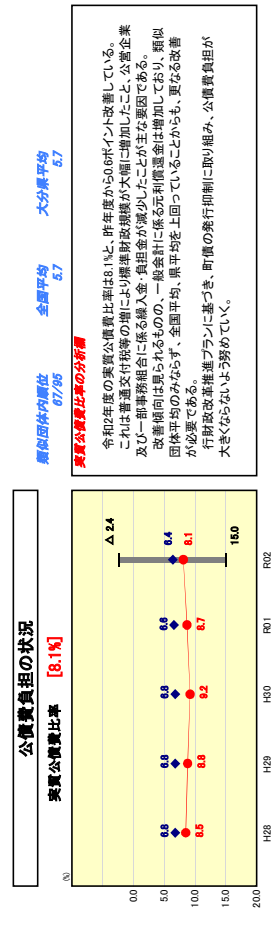 公債費負担の状況
実質公債費比率 [8.1%]
(%)
0.0
5.0
10.0
15.0
20.0
6.8
6.8
6.8
6.6
6.4
8.5
8.8
9.2
8.7
8.1
△ 2.4
15.0
H28
H29
H30
R01
R02
類似団体内順位
67/95
全国平均
5.7
大分県平均
5.7
実質公債費比率の分析欄
令和2年度の実質公債費比率は8.1%と、昨年度から0.6ポイント改善している。
これは普通交付税等の増により標準財政規模が大幅に増加したこと、公営企業
及び一部事務組合に係る繰入金・負担金が減少したことが主な要因である。
改善傾向は見られるものの、一般会計に係る元利償還金は増加しており、類似
団体平均のみならず、全国平均、県平均を上回っていることからも、更なる改善
が必要である。
行財政改革推進プランに基づき、町債の発行抑制に取り組み、公債費負担が
大きくならないよう努めていく。